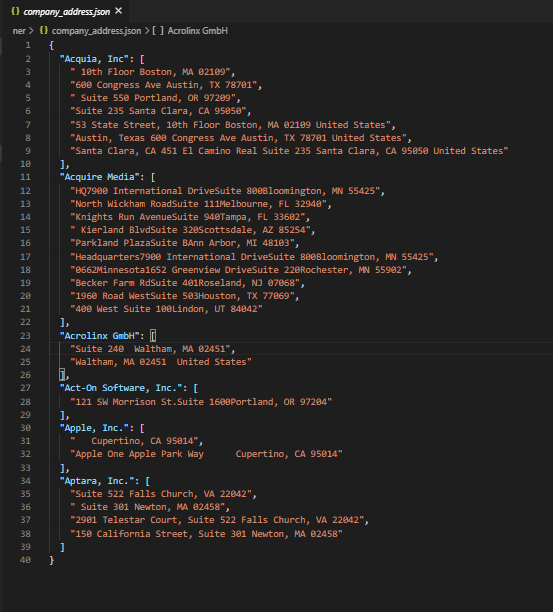 {} company_address.json ×
ner > {} company_address.json > [ ] Acrolinx GmbH
1 {
2 "Acquia, Inc": [
3 " 10th Floor Boston, MA 02109",
4 "600 Congress Ave Austin, TX 78701",
5 " Suite 550 Portland, OR 97209",
6 "Suite 235 Santa Clara, CA 95050",
7 "53 State Street, 10th Floor Boston, MA 02109 United States",
8 "Austin, Texas 600 Congress Ave Austin, TX 78701 United States",
9 "Santa Clara, CA 451 El Camino Real Suite 235 Santa Clara, CA 95050 United States"
10 ],
11 "Acquire Media": [
12 "HQ7900 International DriveSuite 800Bloomington, MN 55425",
13 "North Wickham RoadSuite 111Melbourne, FL 32940",
14 "Knights Run AvenueSuite 940Tampa, FL 33602",
15 " Kierland BlvdSuite 320Scottsdale, AZ 85254",
16 "Parkland PlazaSuite BAnn Arbor, MI 48103",
17 "Headquarters7900 International DriveSuite 800Bloomington, MN 55425",
18 "0662Minnesota1652 Greenview DriveSuite 220Rochester, MN 55902",
19 "Becker Farm RdSuite 401Roseland, NJ 07068",
20 "1960 Road WestSuite 503Houston, TX 77069",
21 "400 West Suite 100Lindon, UT 84042"
22 ],
23 "Acrolinx GmbH": [
24 "Suite 240  Waltham, MA 02451",
25 "Waltham, MA 02451  United States"
26 ],
27 "Act-On Software, Inc.": [
28 "121 SW Morrison St.Suite 1600Portland, OR 97204"
29 ],
30 "Apple, Inc.": [
31 "   Cupertino, CA 95014",
32 "Apple One Apple Park Way      Cupertino, CA 95014"
33 ],
34 "Aptara, Inc.": [
35 "Suite 522 Falls Church, VA 22042",
36 " Suite 301 Newton, MA 02458",
37 "2901 Telestar Court, Suite 522 Falls Church, VA 22042",
38 "150 California Street, Suite 301 Newton, MA 02458"
39 ]
40 }